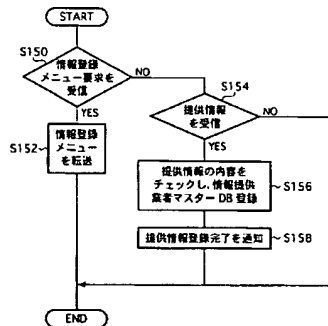 START
S150
情報登録
メニュー要求を
受信
NO
YES
S152
情報登録
メニュー
を転送
S154
提供情報
を受信
NO
YES
提供情報の内容を
チェックし、情報提供
業者マスターDB登録
S156
提供情報登録完了を通知
S158
END